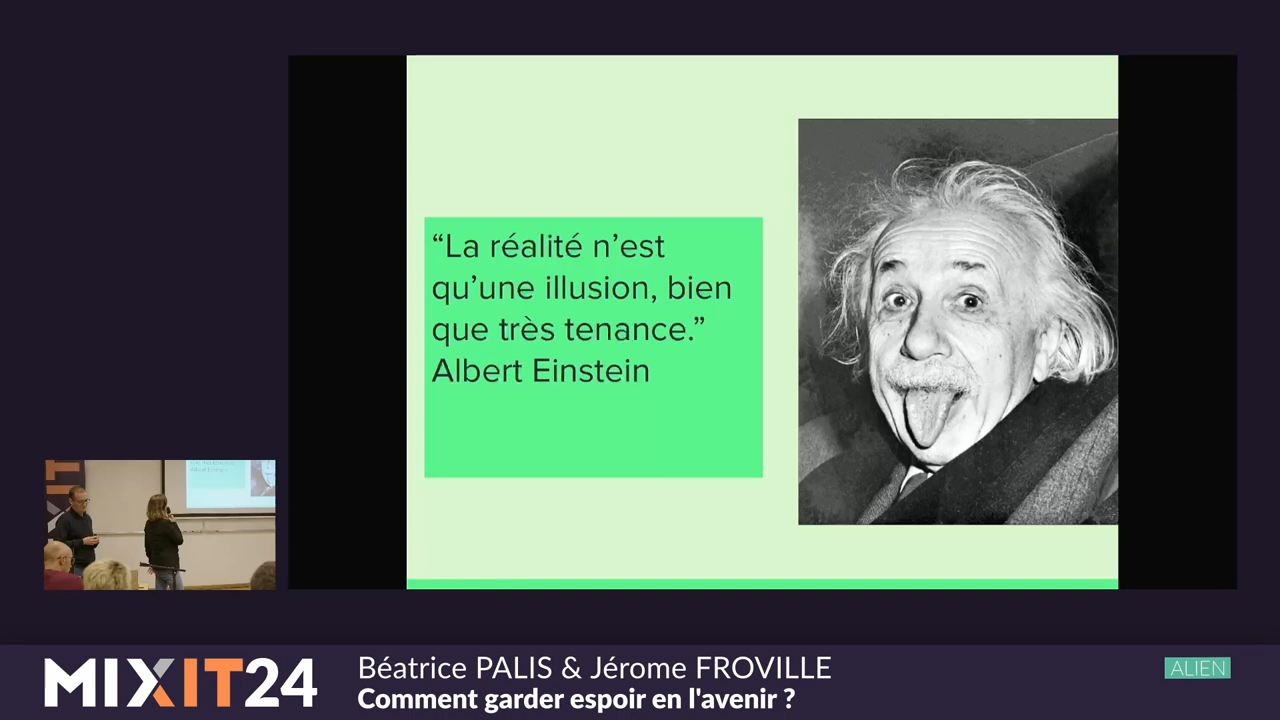 “La réalité n’est
qu’une illusion, bien
que très tenance.”
Albert Einstein
MIXIT24
Béatrice PALIS & Jérome FROVILLE
Comment garder espoir en l'avenir ?
ALIEN